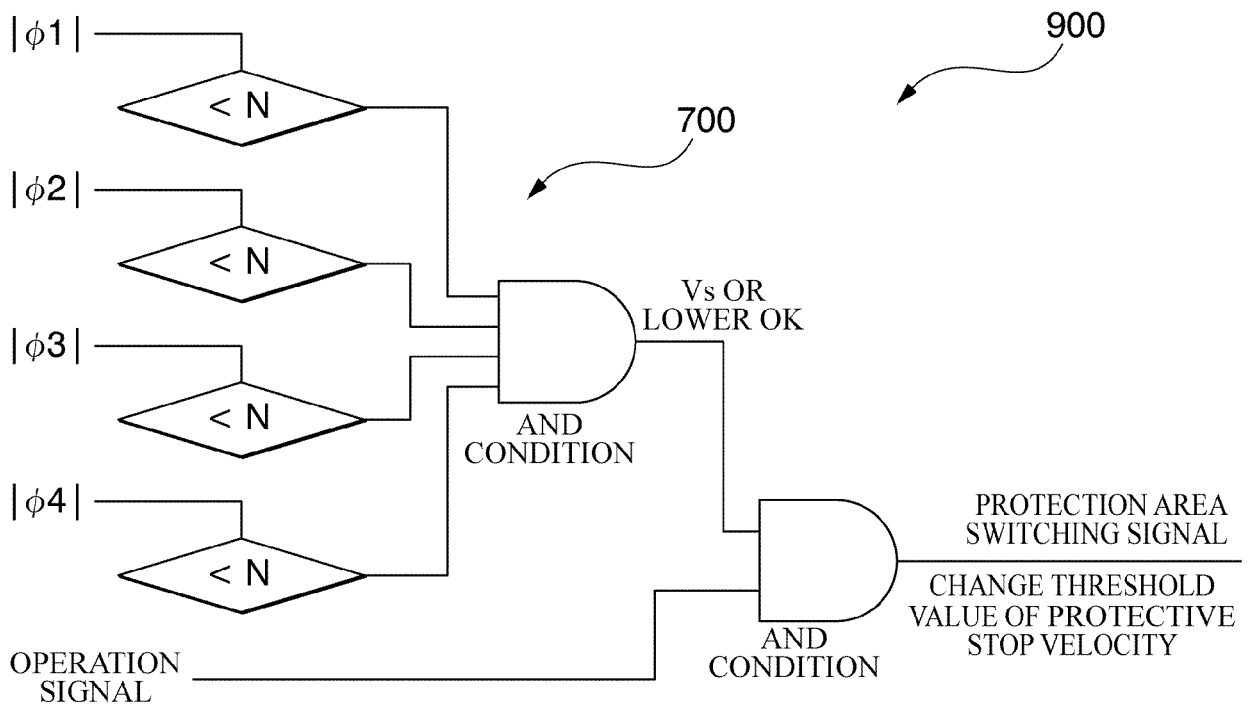 |ϕ1|
900
< N
700
|ϕ2|
< N
Vs OR
LOWER OK
|ϕ3|
< N
AND
CONDITION
|ϕ4|
< N
PROTECTION AREA
SWITCHING SIGNAL
CHANGE THRESHOLD
VALUE OF PROTECTIVE
STOP VELOCITY
AND
CONDITION
OPERATION
SIGNAL